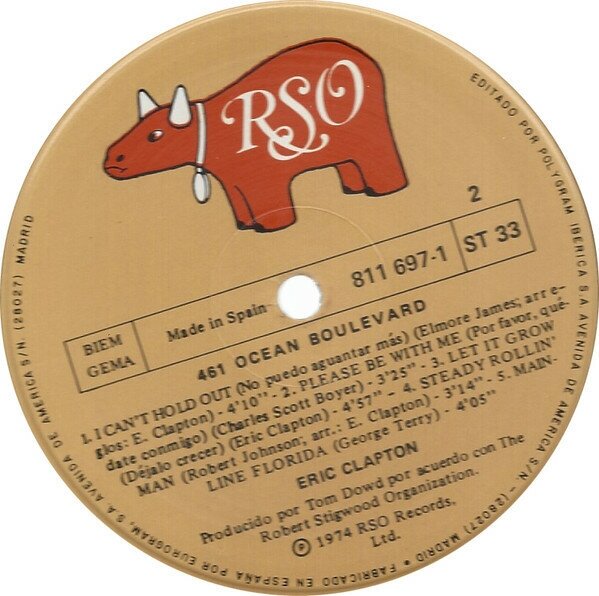 RSO
2
BIEM
GEMA
Made in Spain
811 697-1
ST 33
461 OCEAN BOULEVARD
1. I CAN'T HOLD OUT (No puedo aguantar más) (Elmore James; arre-
glos: E. Clapton) - 4'10" - 2. PLEASE BE WITH ME (Por favor, qué-
date conmigo) (Charles Scott Boyer) - 3'25" - 3. LET IT GROW
(Déjalo crecer) (Eric Clapton) - 4'57" - 4. STEADY ROLLIN'
MAN (Robert Johnson; arr.: E. Clapton) - 3'14" - 5. MAIN-
LINE FLORIDA (George Terry) - 4'05"
ERIC CLAPTON
Producido por Tom Dowd por acuerdo con The
Robert Stigwood Organization.
℗ 1974 RSO Records,
Ltd.
EDITADO POR POLYGRAM IBERICA S.A. AVENIDA DE AMERICA S/N - (28027) MADRID • FABRICADO EN ESPAÑA POR EUROGRAM, S.A. AVENIDA DE AMERICA S/N. (28027) MADRID